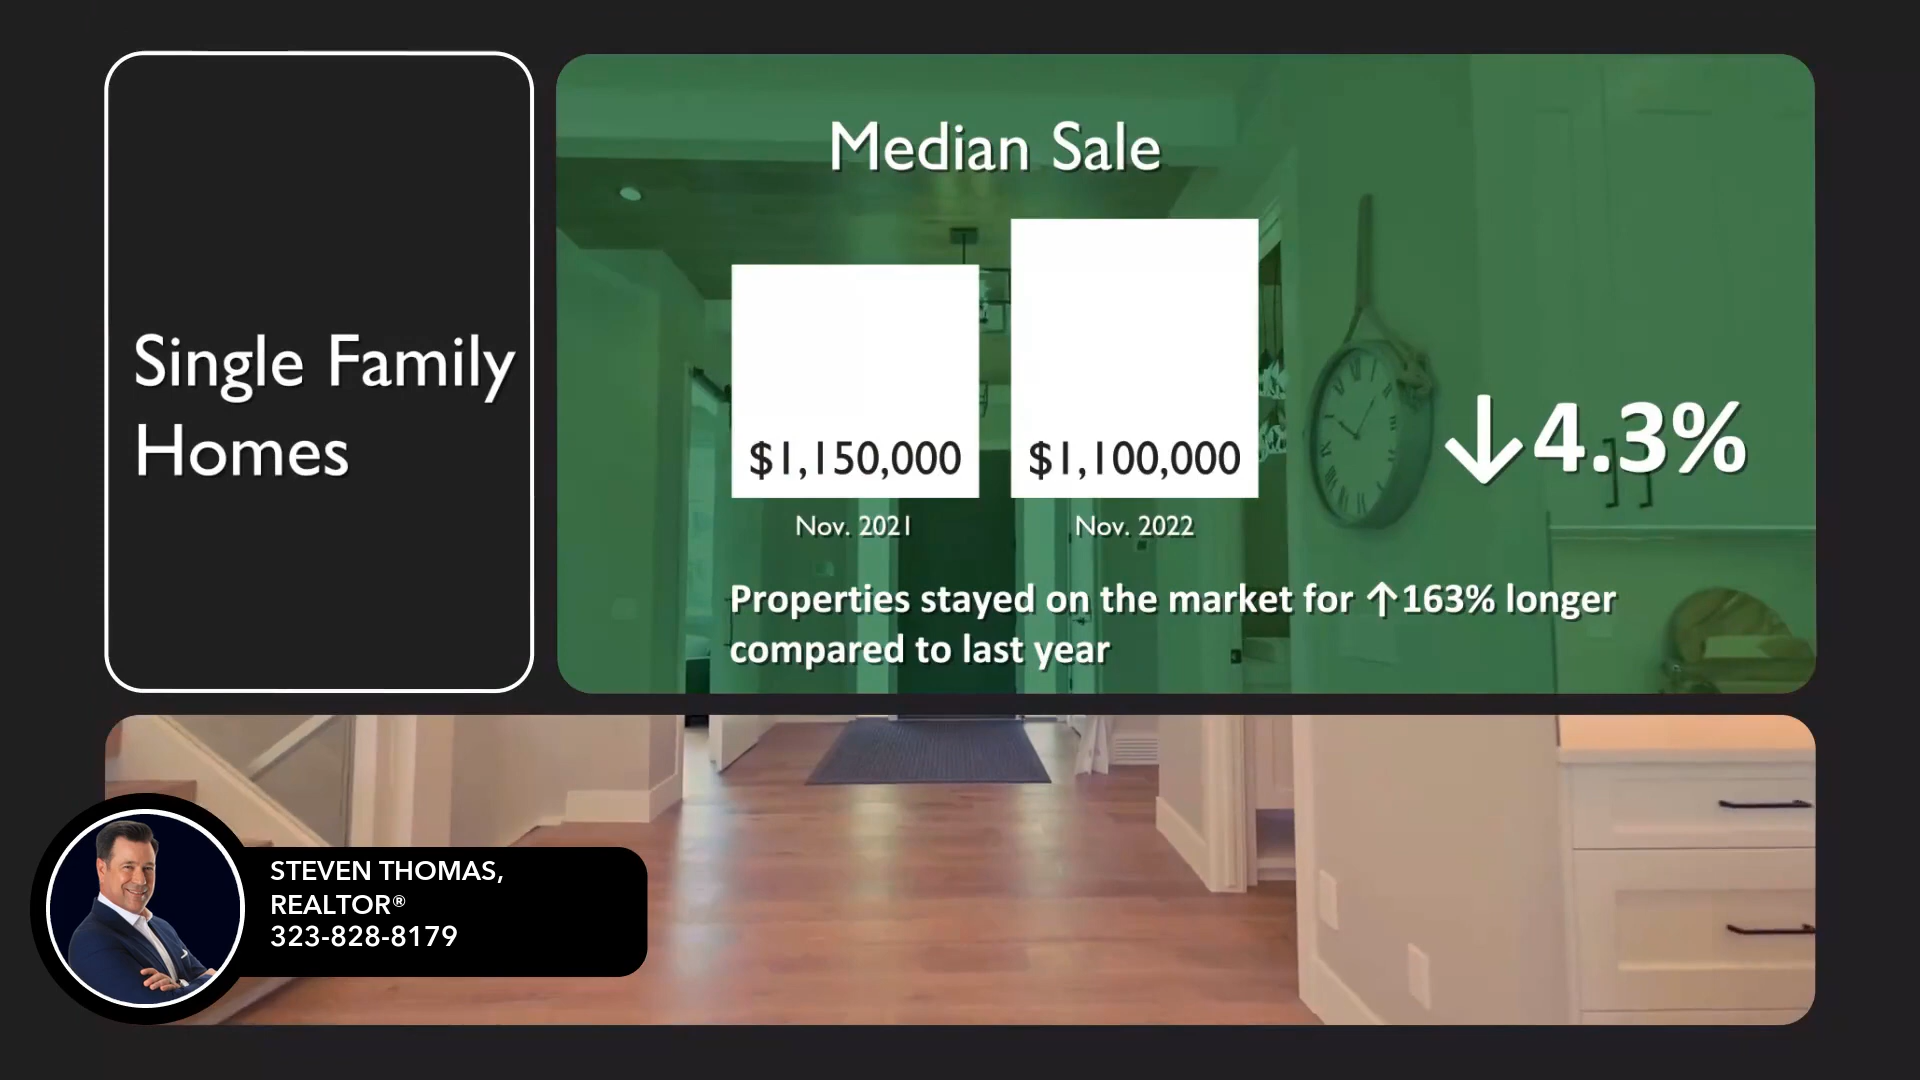 Single Family
Homes
Median Sale
$1,150,000
$1,100,000
Nov. 2021
Nov. 2022
↓4.3%
Properties stayed on the market for ↑163% longer
compared to last year
STEVEN THOMAS,
REALTOR®
323-828-8179